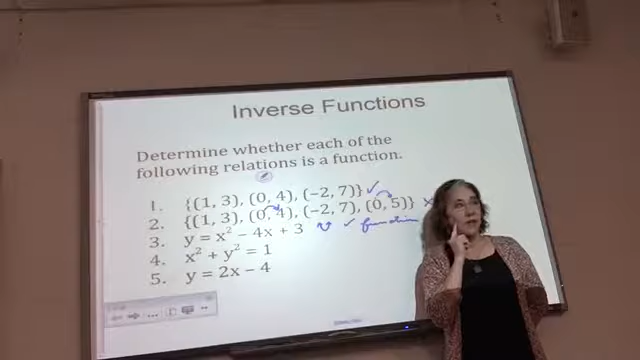 Inverse Functions
Determine whether each of the
following relations is a function.
1. {(1, 3), (0, 4), (−2, 7)} ✓
2. {(1, 3), (0, 4), (−2, 7), (0, 5)} ×
3. y = x² − 4x + 3 ✓ function
4. x² + y² = 1
5. y = 2x − 4